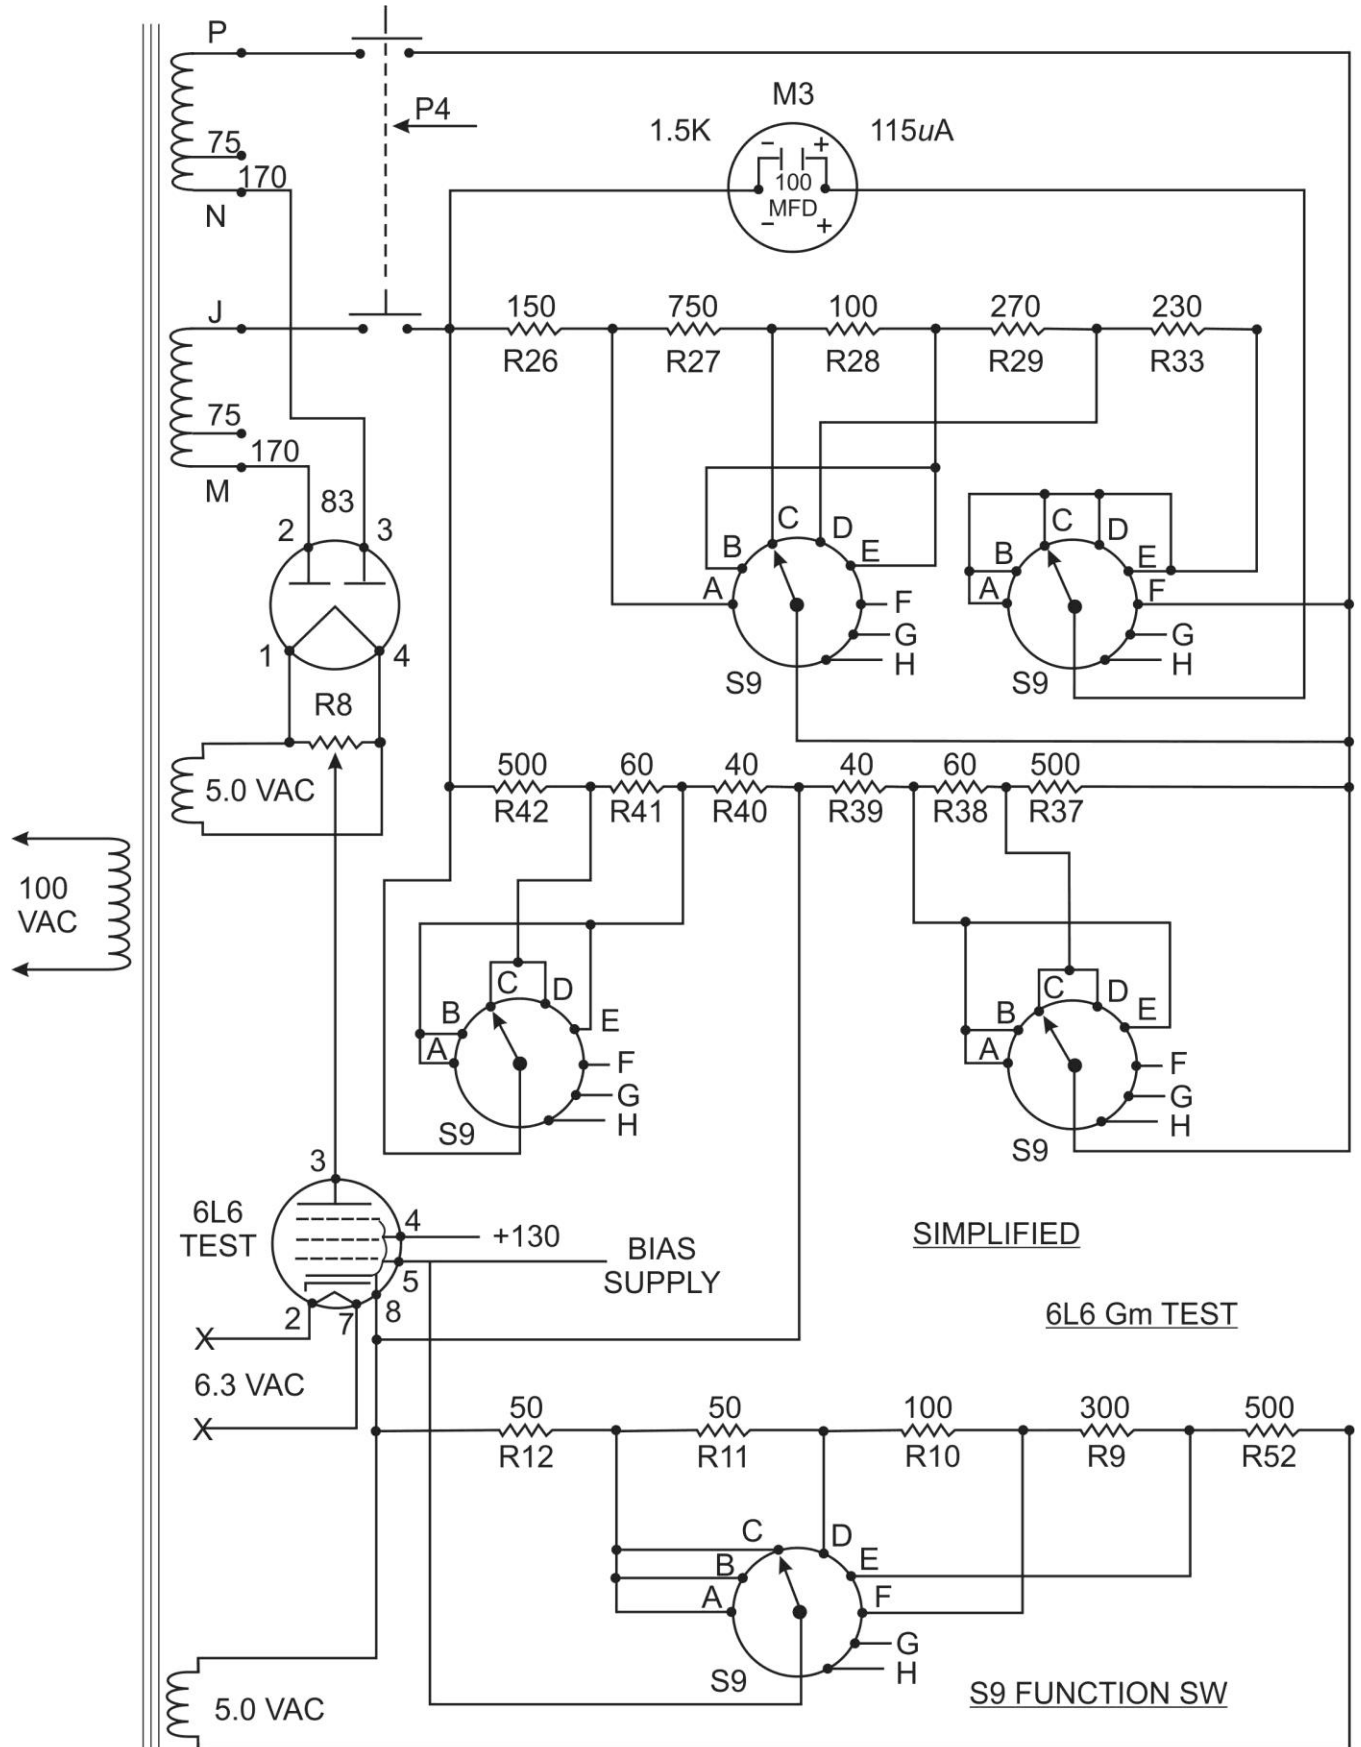 P
P4
M3
1.5K
115uA
75
170
N
- +
100
MFD
- +
J
150
750
100
270
230
R26
R27
R28
R29
R33
75
170
M
83
2
3
1
4
R8
5.0 VAC
A
B
C
D
E
F
G
H
S9
A
B
C
D
E
F
G
H
S9
500
60
40
40
60
500
R42
R41
R40
R39
R38
R37
100
VAC
A
B
C
D
E
F
G
H
S9
A
B
C
D
E
F
G
H
S9
3
6L6
TEST
4
+130
5
BIAS
SUPPLY
2
7
8
X
6.3 VAC
X
SIMPLIFIED
6L6 Gm TEST
50
50
100
300
500
R12
R11
R10
R9
R52
A
B
C
D
E
F
G
H
S9
5.0 VAC
S9 FUNCTION SW